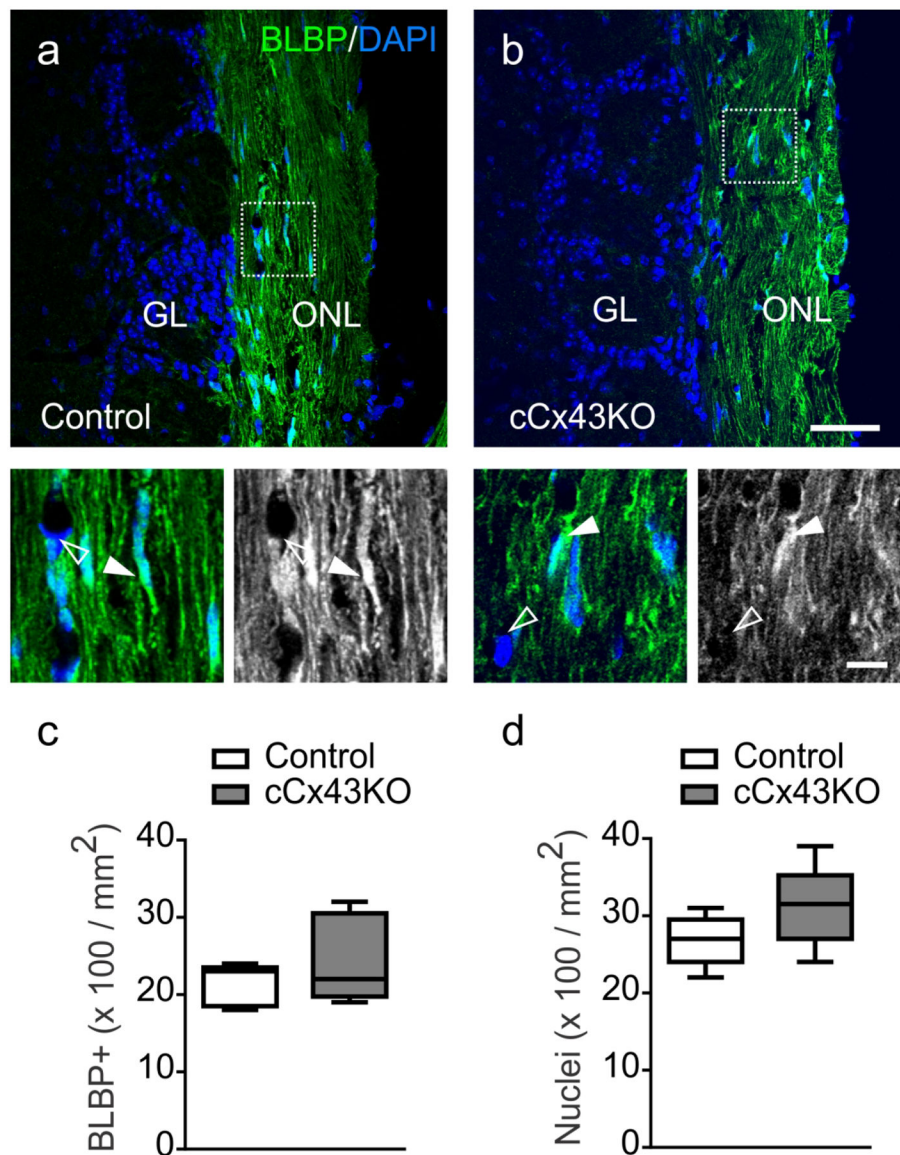 a
BLBP/DAPI
GL
ONL
Control
b
GL
ONL
cCx43KO
c
Control
cCx43KO
BLBP+ (x 100 / mm²)
40
30
20
10
0
d
Control
cCx43KO
Nuclei (x 100 / mm²)
40
30
20
10
0